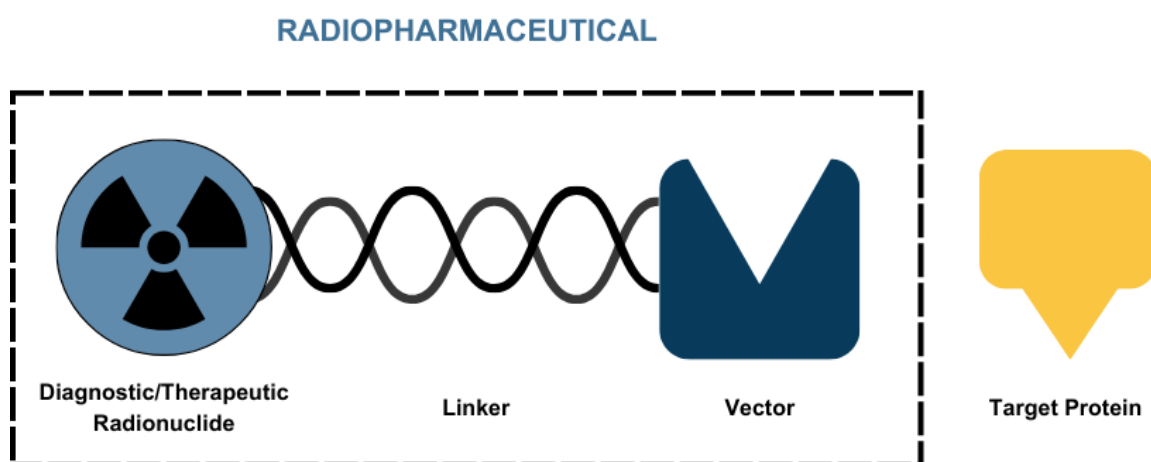 RADIOPHARMACEUTICAL
Diagnostic/Therapeutic
Radionuclide
Linker
Vector
Target Protein